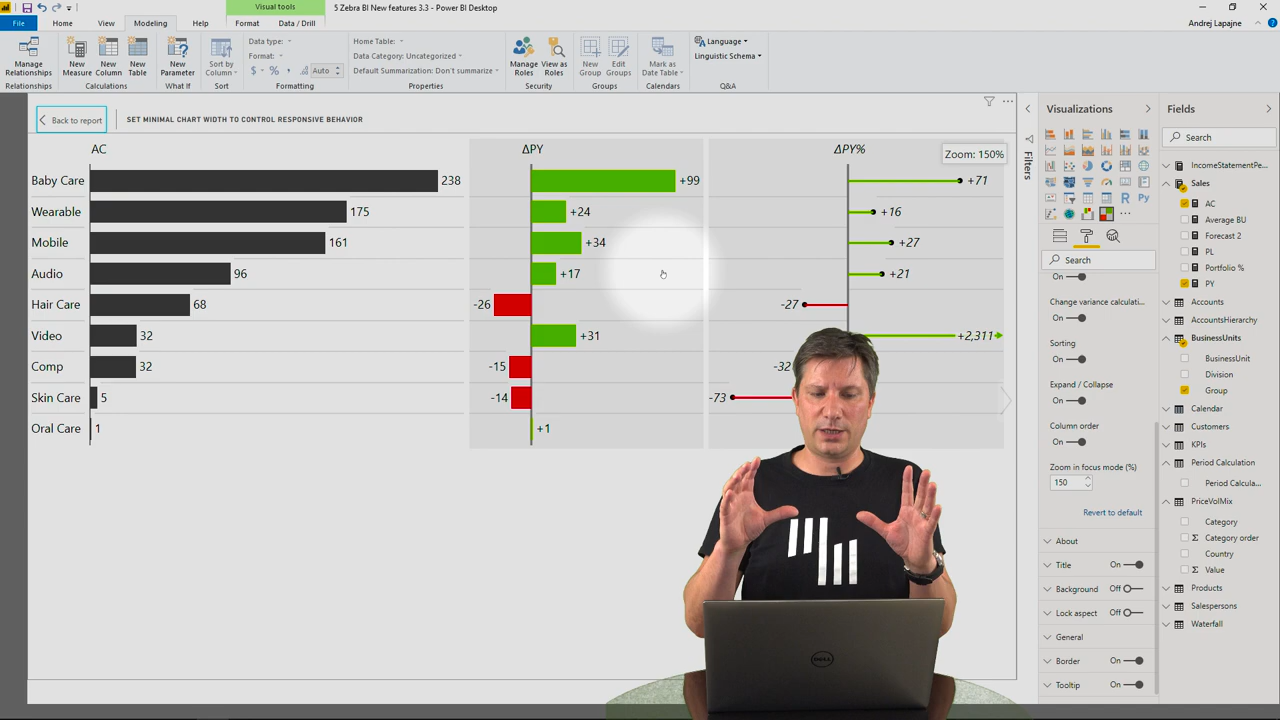 Visual tools
5 Zebra BI New features 3.3 - Power BI Desktop
Andrej Lapajne
File
Home
View
Modeling
Help
Format
Data / Drill
Manage Relationships
Relationships
New Measure
New Column
New Table
Calculations
New Parameter
What If
Sort by Column
Sort
Data type:
Format:
$ % , Auto
Formatting
Home Table:
Data Category: Uncategorized
Default Summarization: Don't summarize
Properties
Manage Roles
View as Roles
Security
New Group
Edit Groups
Groups
Mark as Date Table
Calendars
Language
Linguistic Schema
Q&A
Back to report
SET MINIMAL CHART WIDTH TO CONTROL RESPONSIVE BEHAVIOR
AC
ΔPY
ΔPY%
Zoom: 150%
Baby Care 238 +99 +71
Wearable 175 +24 +16
Mobile 161 +34 +27
Audio 96 +17 +21
Hair Care 68 -26 -27
Video 32 +31 +2,311
Comp 32 -15 -32
Skin Care 5 -14 -73
Oral Care 1 +1
Filters
Visualizations
R Py
Search
On
Change variance calculati...
On
Sorting
On
Expand / Collapse
On
Column order
On
Zoom in focus mode (%)
150
Revert to default
About
Title On
Background Off
Lock aspect Off
General
Border On
Tooltip On
Fields
Search
IncomeStatementPe...
Sales
AC
Average BU
Forecast 2
PL
Portfolio %
PY
Accounts
AccountsHierarchy
BusinessUnits
BusinessUnit
Division
Group
Calendar
Customers
KPIs
Period Calculation
Period Calcula...
PriceVolMix
Category
Σ Category order
Country
Σ Value
Products
Salespersons
Waterfall
DELL